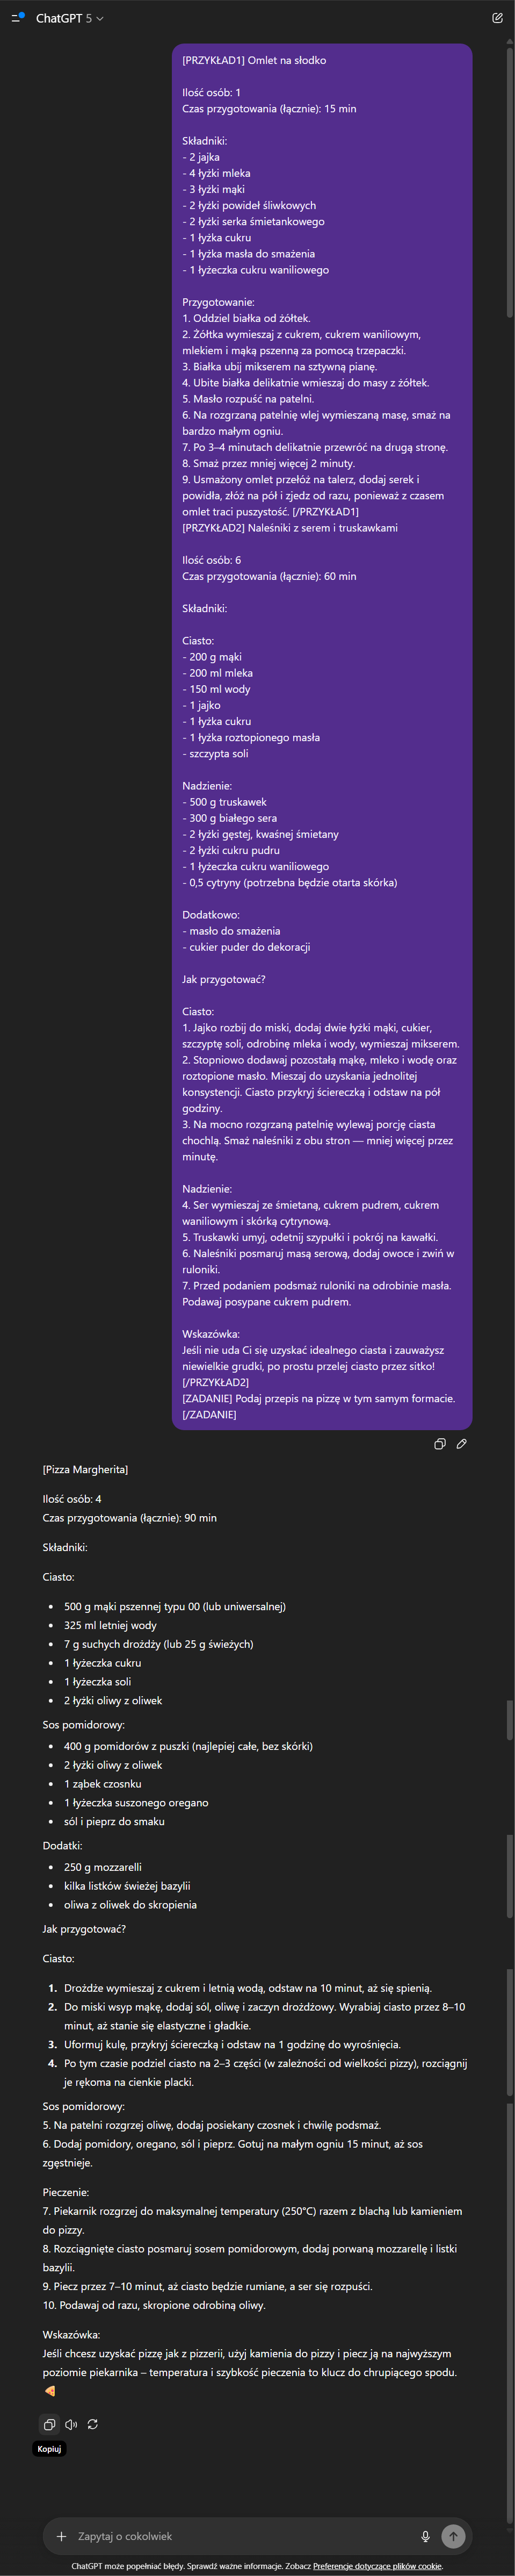 ChatGPT 5
[PRZYKŁAD1] Omlet na słodko
Ilość osób: 1
Czas przygotowania (łącznie): 15 min
Składniki:
- 2 jajka
- 4 łyżki mleka
- 3 łyżki mąki
- 2 łyżki powideł śliwkowych
- 2 łyżki serka śmietankowego
- 1 łyżka cukru
- 1 łyżka masła do smażenia
- 1 łyżeczka cukru waniliowego
Przygotowanie:
1. Oddziel białka od żółtek.
2. Żółtka wymieszaj z cukrem, cukrem waniliowym,
mlekiem i mąką pszenną za pomocą trzepaczki.
3. Białka ubij mikserem na sztywną pianę.
4. Ubite białka delikatnie wmieszaj do masy z żółtek.
5. Masło rozpuść na patelni.
6. Na rozgrzaną patelnię wlej wymieszaną masę, smaż na
bardzo małym ogniu.
7. Po 3–4 minutach delikatnie przewróć na drugą stronę.
8. Smaż przez mniej więcej 2 minuty.
9. Usmażony omlet przełóż na talerz, dodaj serek i
powidła, złóż na pół i zjedz od razu, ponieważ z czasem
omlet traci puszystość. [/PRZYKŁAD1]
[PRZYKŁAD2] Naleśniki z serem i truskawkami
Ilość osób: 6
Czas przygotowania (łącznie): 60 min
Składniki:
Ciasto:
- 200 g mąki
- 200 ml mleka
- 150 ml wody
- 1 jajko
- 1 łyżka cukru
- 1 łyżka roztopionego masła
- szczypta soli
Nadzienie:
- 500 g truskawek
- 300 g białego sera
- 2 łyżki gęstej, kwaśnej śmietany
- 2 łyżki cukru pudru
- 1 łyżeczka cukru waniliowego
- 0,5 cytryny (potrzebna będzie otarta skórka)
Dodatkowo:
- masło do smażenia
- cukier puder do dekoracji
Jak przygotować?
Ciasto:
1. Jajko rozbij do miski, dodaj dwie łyżki mąki, cukier,
szczyptę soli, odrobinę mleka i wody, wymieszaj mikserem.
2. Stopniowo dodawaj pozostałą mąkę, mleko i wodę oraz
roztopione masło. Mieszaj do uzyskania jednolitej
konsystencji. Ciasto przykryj ściereczką i odstaw na pół
godziny.
3. Na mocno rozgrzaną patelnię wylewaj porcję ciasta
chochlą. Smaż naleśniki z obu stron — mniej więcej przez
minutę.
Nadzienie:
4. Ser wymieszaj ze śmietaną, cukrem pudrem, cukrem
waniliowym i skórką cytrynową.
5. Truskawki umyj, odetnij szypułki i pokrój na kawałki.
6. Naleśniki posmaruj masą serową, dodaj owoce i zwiń w
ruloniki.
7. Przed podaniem podsmaż ruloniki na odrobinie masła.
Podawaj posypane cukrem pudrem.
Wskazówka:
Jeśli nie uda Ci się uzyskać idealnego ciasta i zauważysz
niewielkie grudki, po prostu przelej ciasto przez sitko!
[/PRZYKŁAD2]
[ZADANIE] Podaj przepis na pizzę w tym samym formacie.
[/ZADANIE]
[Pizza Margherita]
Ilość osób: 4
Czas przygotowania (łącznie): 90 min
Składniki:
Ciasto:
• 500 g mąki pszennej typu 00 (lub uniwersalnej)
• 325 ml letniej wody
• 7 g suchych drożdży (lub 25 g świeżych)
• 1 łyżeczka cukru
• 1 łyżeczka soli
• 2 łyżki oliwy z oliwek
Sos pomidorowy:
• 400 g pomidorów z puszki (najlepiej całe, bez skórki)
• 2 łyżki oliwy z oliwek
• 1 ząbek czosnku
• 1 łyżeczka suszonego oregano
• sól i pieprz do smaku
Dodatki:
• 250 g mozzarelli
• kilka listków świeżej bazylii
• oliwa z oliwek do skropienia
Jak przygotować?
Ciasto:
1. Drożdże wymieszaj z cukrem i letnią wodą, odstaw na 10 minut, aż się spienią.
2. Do miski wsyp mąkę, dodaj sól, oliwę i zaczyn drożdżowy. Wyrabiaj ciasto przez 8–10
minut, aż stanie się elastyczne i gładkie.
3. Uformuj kulę, przykryj ściereczką i odstaw na 1 godzinę do wyrośnięcia.
4. Po tym czasie podziel ciasto na 2–3 części (w zależności od wielkości pizzy), rozciągnij
je rękoma na cienkie placki.
Sos pomidorowy:
5. Na patelni rozgrzej oliwę, dodaj posiekany czosnek i chwilę podsmaż.
6. Dodaj pomidory, oregano, sól i pieprz. Gotuj na małym ogniu 15 minut, aż sos
zgęstnieje.
Pieczenie:
7. Piekarnik rozgrzej do maksymalnej temperatury (250°C) razem z blachą lub kamieniem
do pizzy.
8. Rozciągnięte ciasto posmaruj sosem pomidorowym, dodaj porwaną mozzarellę i listki
bazylii.
9. Piecz przez 7–10 minut, aż ciasto będzie rumiane, a ser się rozpuści.
10. Podawaj od razu, skropione odrobiną oliwy.
Wskazówka:
Jeśli chcesz uzyskać pizzę jak z pizzerii, użyj kamienia do pizzy i piecz ją na najwyższym
poziomie piekarnika – temperatura i szybkość pieczenia to klucz do chrupiącego spodu.
🍕
Kopiuj
Zapytaj o cokolwiek
ChatGPT może popełniać błędy. Sprawdź ważne informacje. Zobacz Preferencje dotyczące plików cookie.